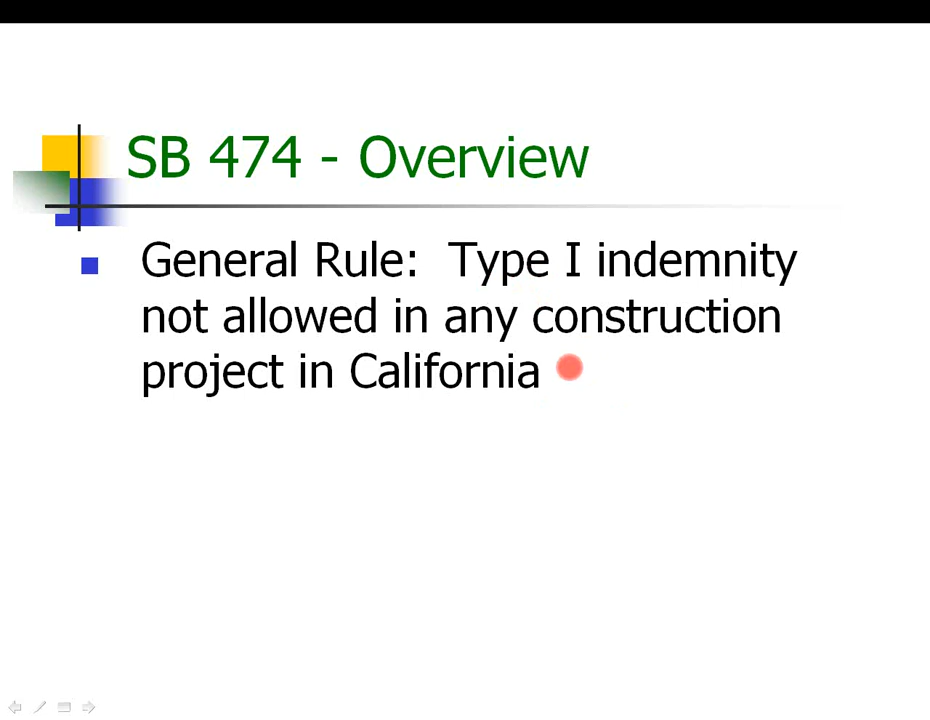 SB 474 - Overview
General Rule: Type I indemnity
not allowed in any construction
project in California